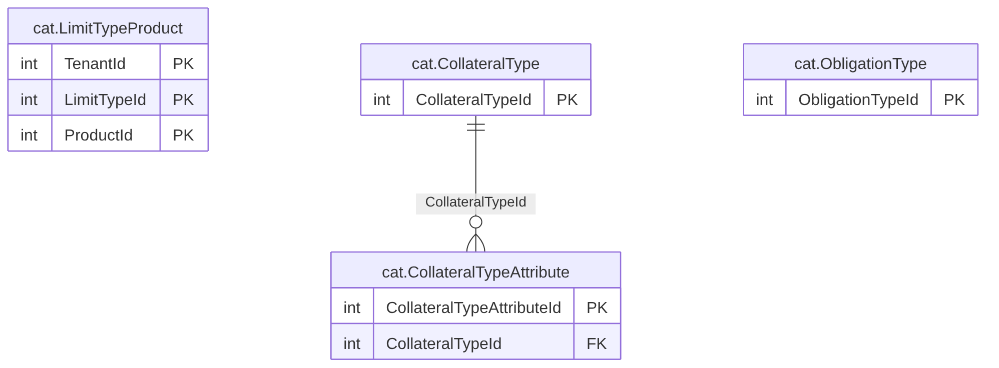 cat.LimitTypeProduct
int TenantId PK
int LimitTypeId PK
int ProductId PK
cat.CollateralType
int CollateralTypeId PK
CollateralTypeId
cat.CollateralTypeAttribute
int CollateralTypeAttributeId PK
int CollateralTypeId FK
cat.ObligationType
int ObligationTypeId PK